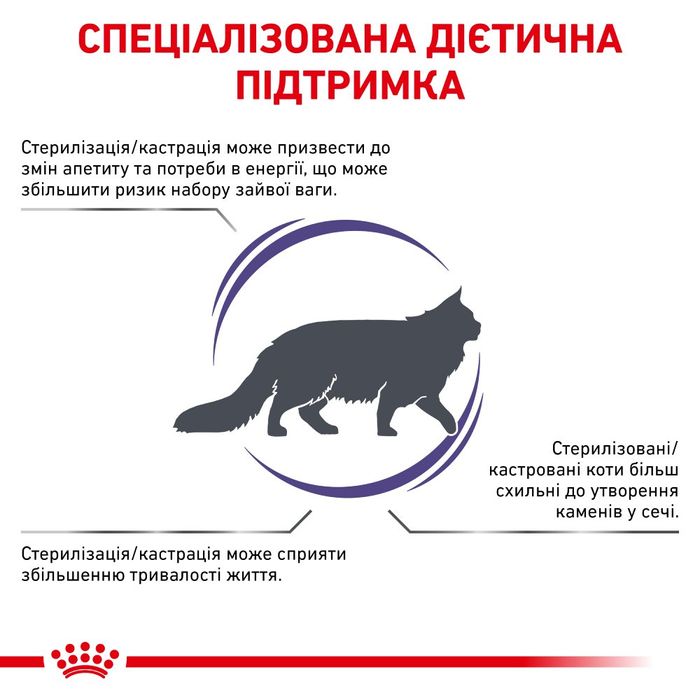 СПЕЦІАЛІЗОВАНА ДІЄТИЧНА
ПІДТРИМКА
Стерилізація/кастрація може призвести до
змін апетиту та потреби в енергії, що може
збільшити ризик набору зайвої ваги.
Стерилізовані/
кастровані коти більш
схильні до утворення
каменів у сечі.
Стерилізація/кастрація може сприяти
збільшенню тривалості життя.